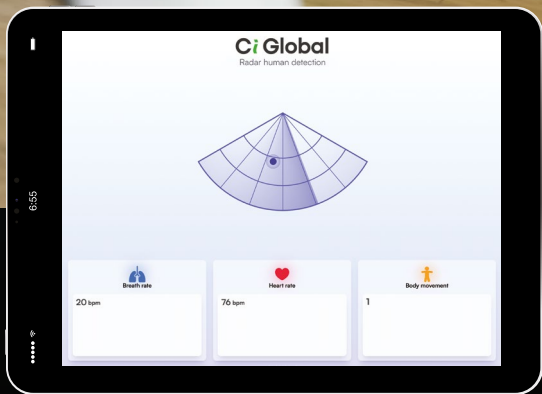 Ci Global
Radar human detection
Breath rate
Heart rate
Body movement
20 bpm
76 bpm
1
6:55